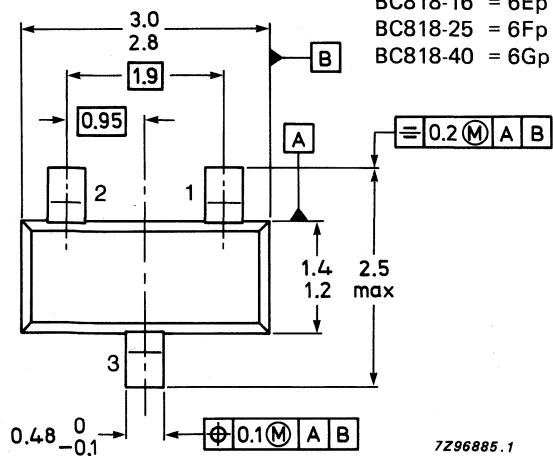 BC818-16 = 6Ep
BC818-25 = 6Fp
BC818-40 = 6Gp
3.0
2.8
B
1.9
0.95
A
0.2 Ⓜ A B
2
1
1.4
1.2
2.5
max
3
0.48 0
-0.1
0.1 Ⓜ A B
7Z96885.1